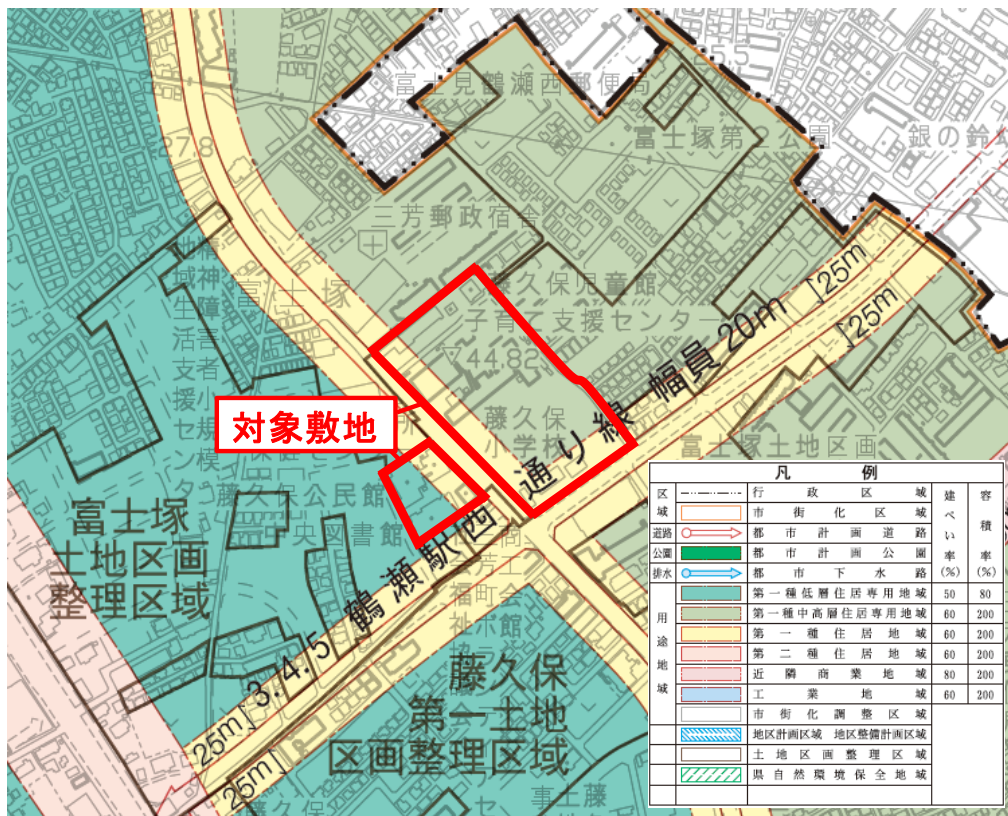 富士見鶴瀬西郵便局
富士塚第2公園
銀の鈴
27.8
三芳郵政宿舎
富士塚
藤久保児童館
子育て支援センター
44.82
対象敷地
藤久保
小学校
通り線 幅員20m
25m
25m
富士塚土地区画
藤久保公民館
中央図書館
富士塚
土地区画
整理区域
鶴瀬駅西
3.4.5
25m
25m
藤久保
第一土地
区画整理区域
藤久保
凡例
区域 行政区域 建ぺい率(%) 容積率(%)
市街化区域
道路 都市計画道路
公園 都市計画公園
排水 都市下水路
用途地域 第一種低層住居専用地域 50 80
第一種中高層住居専用地域 60 200
第一種住居地域 60 200
第二種住居地域 60 200
近隣商業地域 80 200
工業地域 60 200
市街化調整区域
地区計画区域 地区整備計画区域
土地区画整理区域
県自然環境保全地域